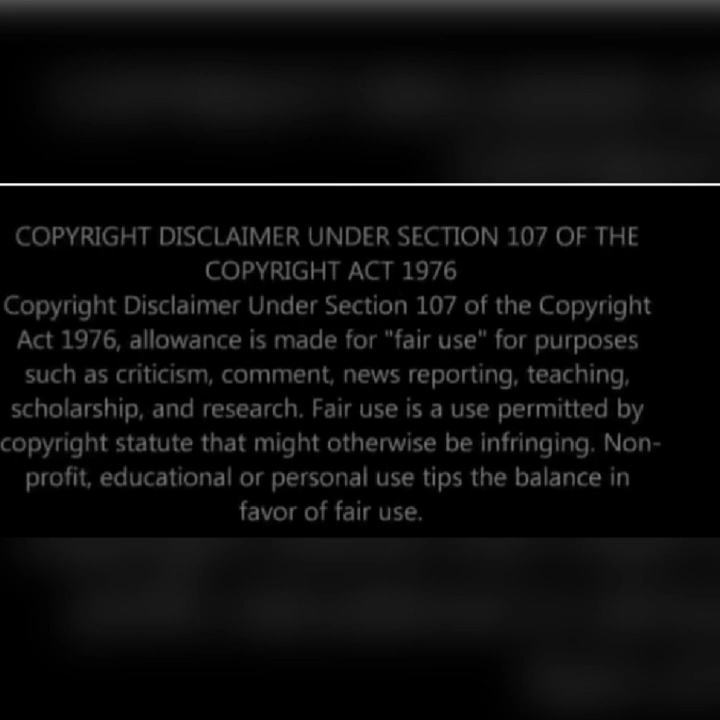 COPYRIGHT DISCLAIMER UNDER SECTION 107 OF THE
COPYRIGHT ACT 1976
Copyright Disclaimer Under Section 107 of the Copyright
Act 1976, allowance is made for "fair use" for purposes
such as criticism, comment, news reporting, teaching,
scholarship, and research. Fair use is a use permitted by
copyright statute that might otherwise be infringing. Non-
profit, educational or personal use tips the balance in
favor of fair use.